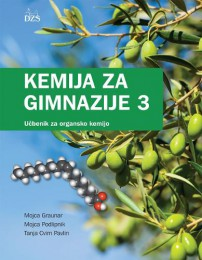 DZS
KEMIJA ZA
GIMNAZIJE 3
Učbenik za organsko kemijo
Mojca Graunar
Mojca Podlipnik
Tanja Cvirn Pavlin